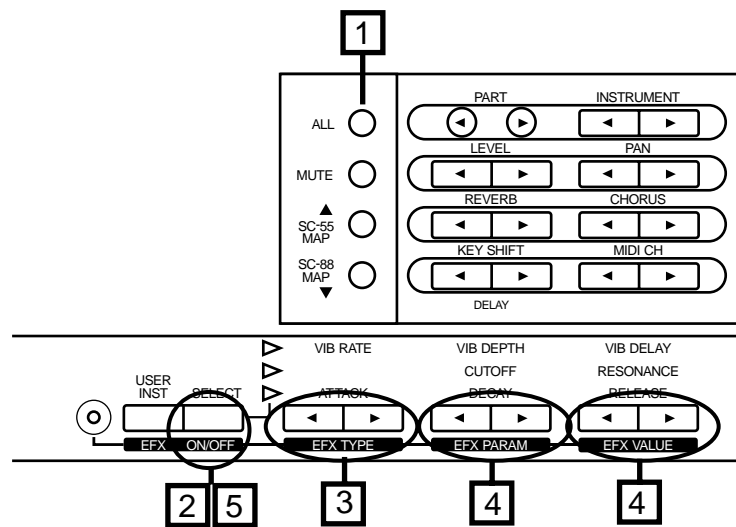 1
PART INSTRUMENT
ALL
LEVEL PAN
MUTE
REVERB CHORUS
SC-55
MAP
KEY SHIFT MIDI CH
SC-88
MAP
DELAY
VIB RATE VIB DEPTH VIB DELAY
CUTOFF RESONANCE
USER
INST SELECT ATTACK DECAY RELEASE
EFX ON/OFF EFX TYPE EFX PARAM EFX VALUE
2 5 3 4 4